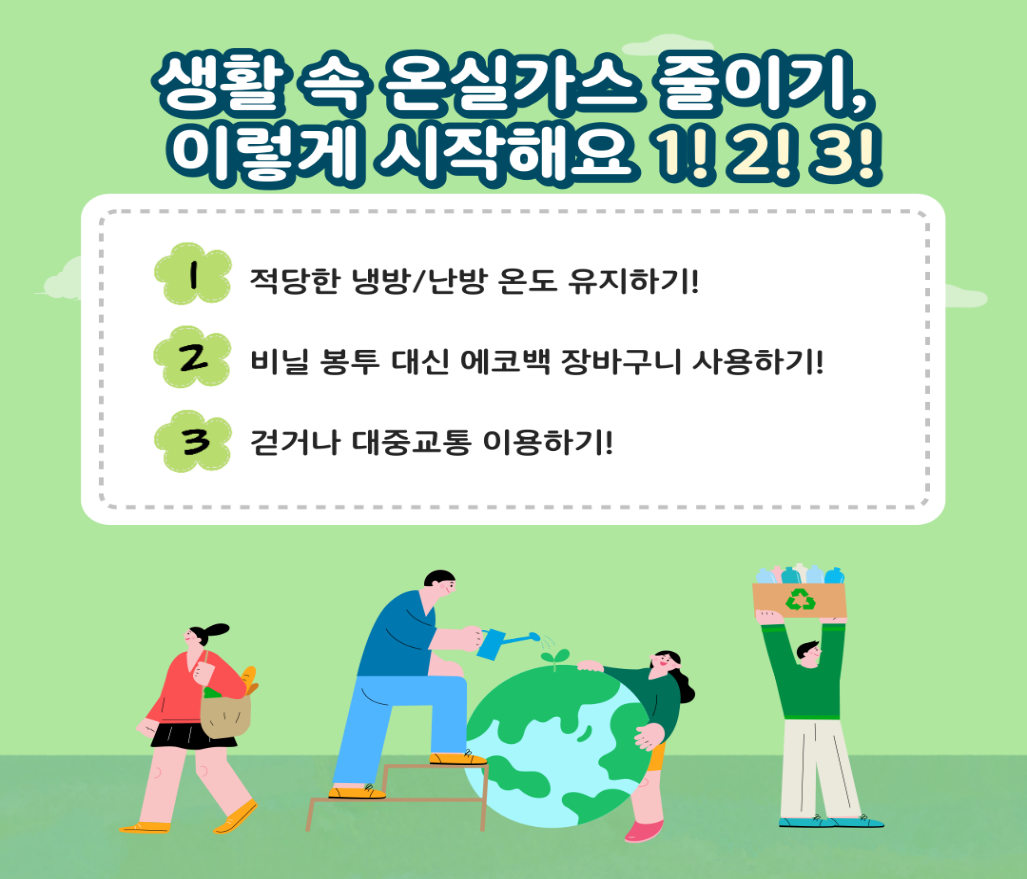 생활 속 온실가스 줄이기,
이렇게 시작해요 1! 2! 3!
1 적당한 냉방/난방 온도 유지하기!
2 비닐 봉투 대신 에코백 장바구니 사용하기!
3 걷거나 대중교통 이용하기!